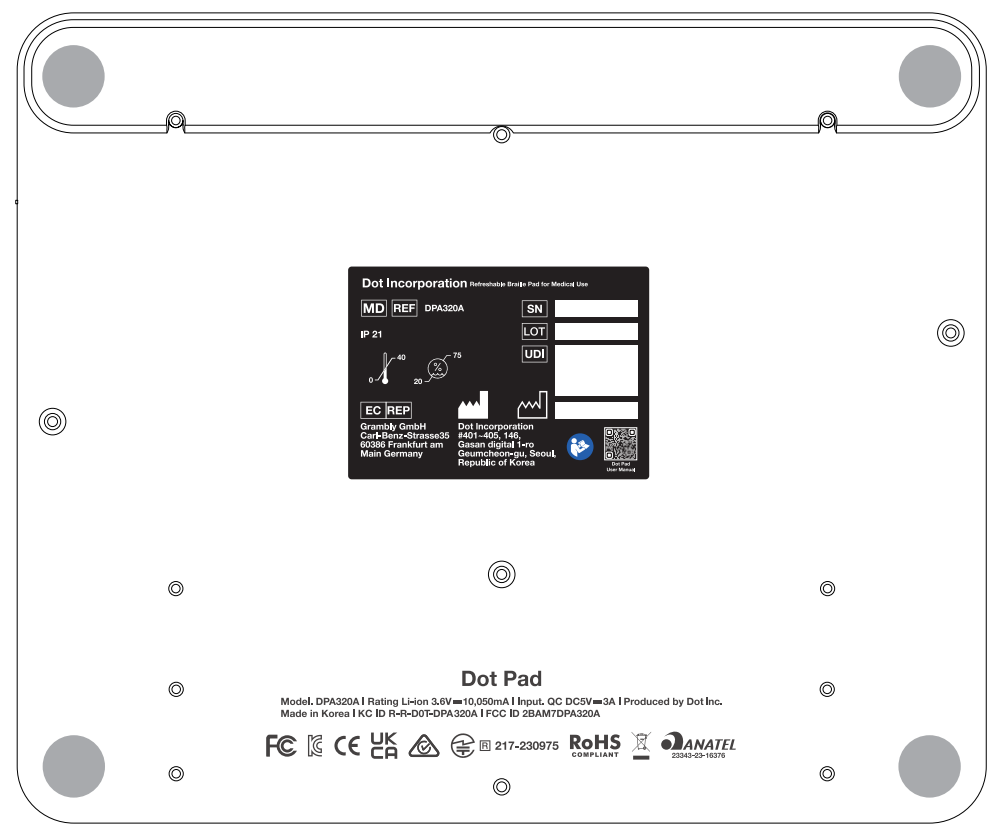 Dot Incorporation Refreshable Braille Pad for Medical Use
MD REF DPA320A
SN
LOT
UDI
IP 21
0 40
% 20 75
EC REP
Grambly GmbH
Carl-Benz-Strasse35
60386 Frankfurt am
Main Germany
Dot Incorporation
#401~405, 146,
Gasan digital 1-ro
Geumcheon-gu, Seoul,
Republic of Korea
Dot Pad
User Manual
Dot Pad
Model. DPA320A I Rating Li-ion 3.6V⎓10,050mA I Input. QC DC5V⎓3A I Produced by Dot Inc.
Made in Korea I KC ID R-R-D0T-DPA320A I FCC ID 2BAM7DPA320A
FC KC CE UK CA R 217-230975 RoHS COMPLIANT ANATEL
23343-23-16376